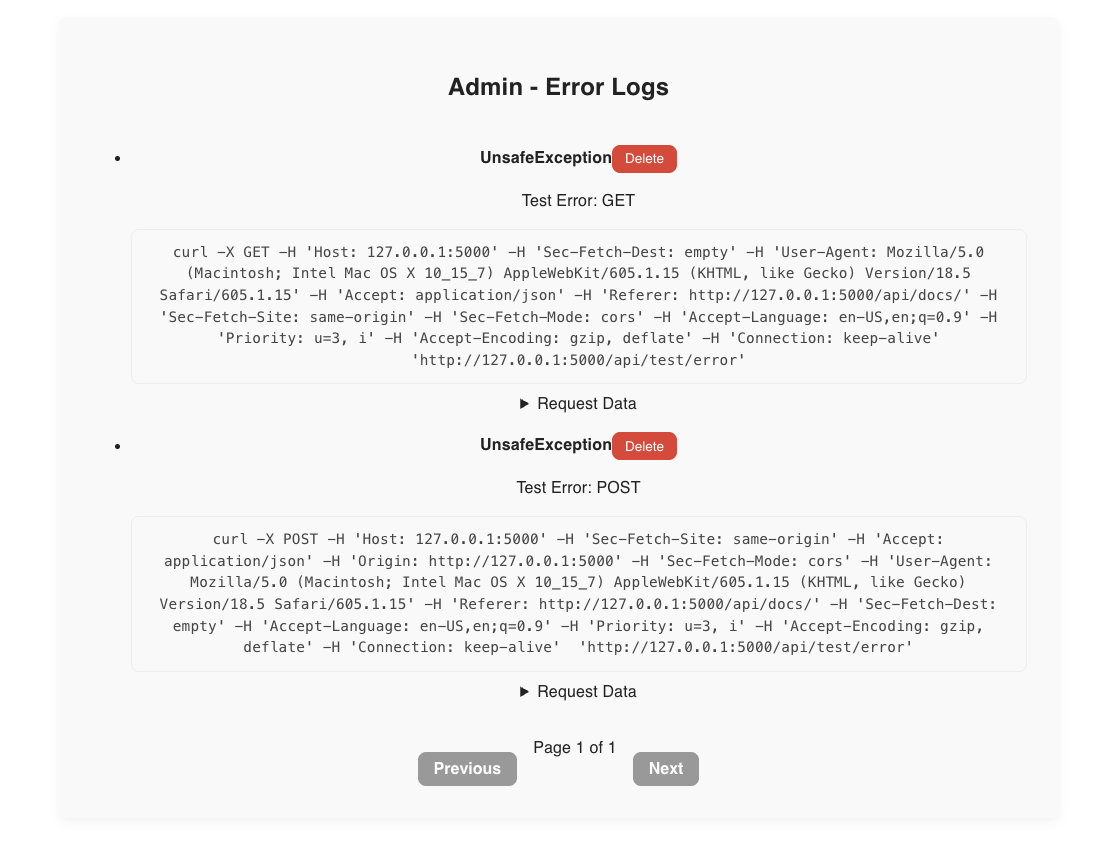 Admin - Error Logs
UnsafeException Delete
Test Error: GET
curl -X GET -H 'Host: 127.0.0.1:5000' -H 'Sec-Fetch-Dest: empty' -H 'User-Agent: Mozilla/5.0
(Macintosh; Intel Mac OS X 10_15_7) AppleWebKit/605.1.15 (KHTML, like Gecko) Version/18.5
Safari/605.1.15' -H 'Accept: application/json' -H 'Referer: http://127.0.0.1:5000/api/docs/' -H
'Sec-Fetch-Site: same-origin' -H 'Sec-Fetch-Mode: cors' -H 'Accept-Language: en-US,en;q=0.9' -H
'Priority: u=3, i' -H 'Accept-Encoding: gzip, deflate' -H 'Connection: keep-alive'
'http://127.0.0.1:5000/api/test/error'
Request Data
UnsafeException Delete
Test Error: POST
curl -X POST -H 'Host: 127.0.0.1:5000' -H 'Sec-Fetch-Site: same-origin' -H 'Accept:
application/json' -H 'Origin: http://127.0.0.1:5000' -H 'Sec-Fetch-Mode: cors' -H 'User-Agent:
Mozilla/5.0 (Macintosh; Intel Mac OS X 10_15_7) AppleWebKit/605.1.15 (KHTML, like Gecko)
Version/18.5 Safari/605.1.15' -H 'Referer: http://127.0.0.1:5000/api/docs/' -H 'Sec-Fetch-Dest:
empty' -H 'Accept-Language: en-US,en;q=0.9' -H 'Priority: u=3, i' -H 'Accept-Encoding: gzip,
deflate' -H 'Connection: keep-alive'  'http://127.0.0.1:5000/api/test/error'
Request Data
Page 1 of 1
Previous Next